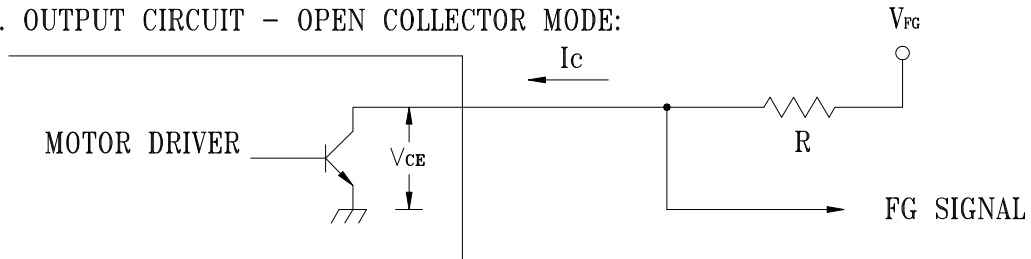 . OUTPUT CIRCUIT - OPEN COLLECTOR MODE:
VFG
Ic
MOTOR DRIVER
VCE
R
FG SIGNAL